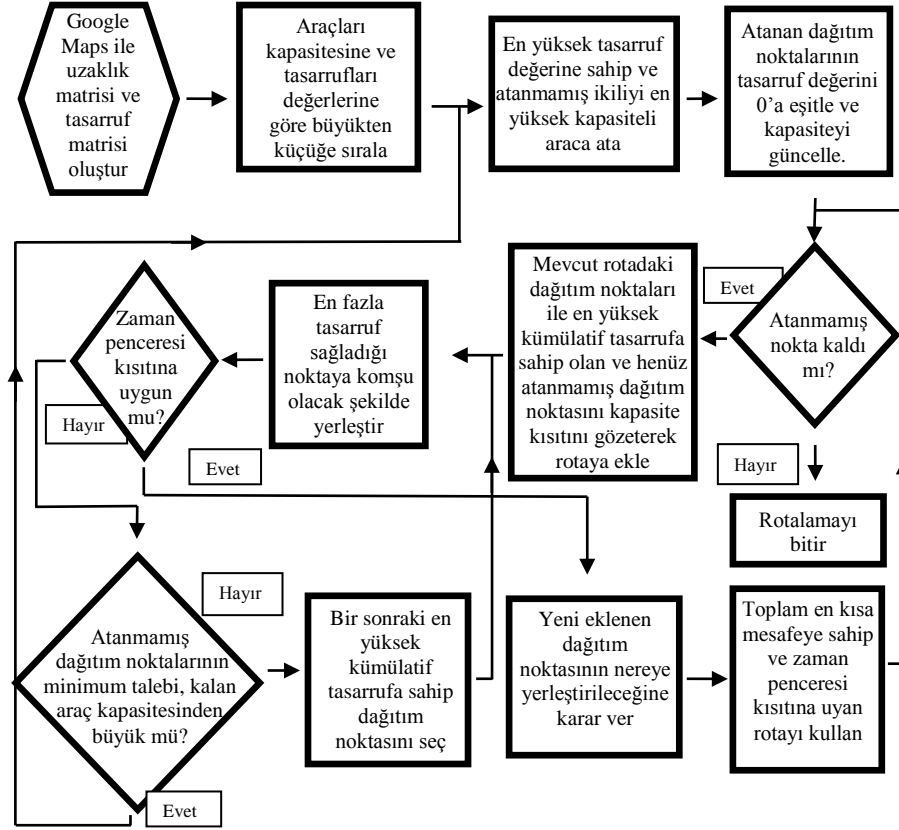 Google
Maps ile
uzaklık
matrisi ve
tasarruf
matrisi
oluştur
Araçları
kapasitesine ve
tasarrufları
değerlerine
göre büyükten
küçüğe sırala
En yüksek tasarruf
değerine sahip ve
atanmamış ikiliyi en
yüksek kapasiteli
araca ata
Atanan dağıtım
noktalarının
tasarruf değerini
0’a eşitle ve
kapasiteyi
güncelle.
Atanmamış
nokta kaldı
mı?
Evet
Hayır
Rotalamayı
bitir
Mevcut rotadaki
dağıtım noktaları
ile en yüksek
kümülatif tasarrufa
sahip olan ve henüz
atanmamış dağıtım
noktasını kapasite
kısıtını gözeterek
rotaya ekle
En fazla
tasarruf
sağladığı
noktaya komşu
olacak şekilde
yerleştir
Zaman
penceresi
kısıtına
uygun
mu?
Hayır
Evet
Atanmamış
dağıtım noktalarının
minimum talebi, kalan
araç kapasitesinden
büyük mü?
Hayır
Evet
Bir sonraki en
yüksek
kümülatif
tasarrufa sahip
dağıtım
noktasını seç
Yeni eklenen
dağıtım
noktasının nereye
yerleştirileceğine
karar ver
Toplam en kısa
mesafeye sahip
ve zaman
penceresi
kısıtına uyan
rotayı kullan